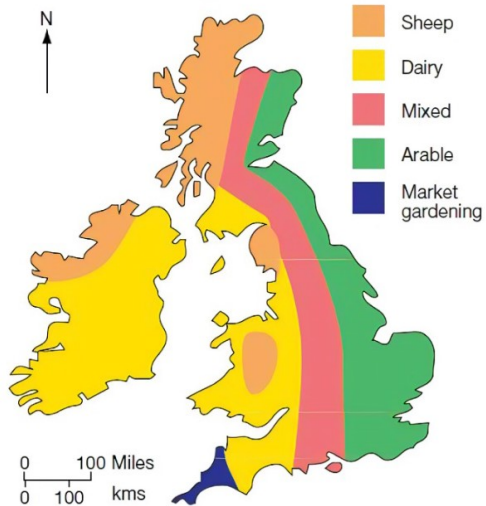 N
Sheep
Dairy
Mixed
Arable
Market
gardening
0 100 Miles
0 100
kms